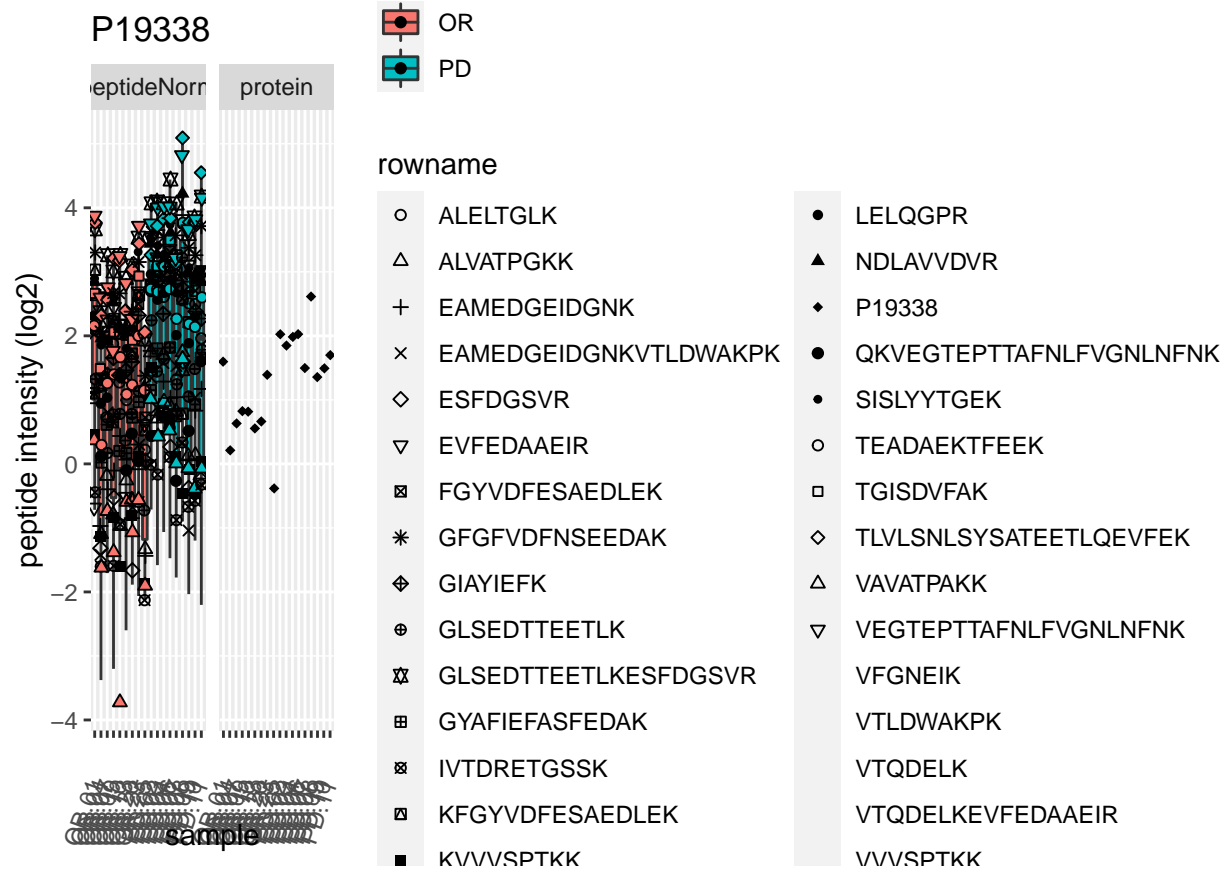 P19338
OR
PD
eptideNorm
protein
rowname
peptide intensity (log2)
4
2
0
−2
−4
sample
ALELTGLK
ALVATPGKK
EAMEDGEIDGNK
EAMEDGEIDGNKVTLDWAKPK
ESFDGSVR
EVFEDAAEIR
FGYVDFESAEDLEK
GFGFVDFNSEEDAK
GIAYIEFK
GLSEDTTEETLK
GLSEDTTEETLKESFDGSVR
GYAFIEFASFEDAK
IVTDRETGSSK
KFGYVDFESAEDLEK
KVVVSPTKK
LELQGPR
NDLAVVDVR
P19338
QKVEGTEPTTAFNLFVGNLNFNK
SISLYYTGEK
TEADAEKTFEEK
TGISDVFAK
TLVLSNLSYSATEETLQEVFEK
VAVATPAKK
VEGTEPTTAFNLFVGNLNFNK
VFGNEIK
VTLDWAKPK
VTQDELK
VTQDELKEVFEDAAEIR
VVVSPTKK